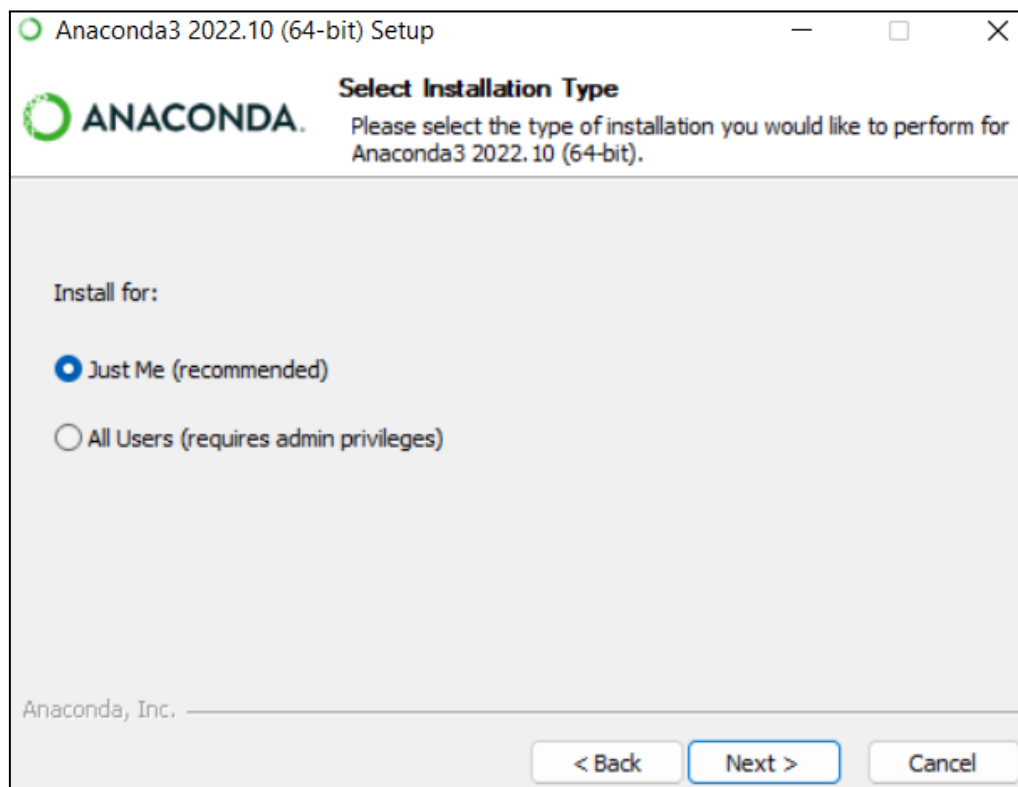 Anaconda3 2022.10 (64-bit) Setup
ANACONDA.
Select Installation Type
Please select the type of installation you would like to perform for
Anaconda3 2022.10 (64-bit).
Install for:
Just Me (recommended)
All Users (requires admin privileges)
Anaconda, Inc.
< Back
Next >
Cancel